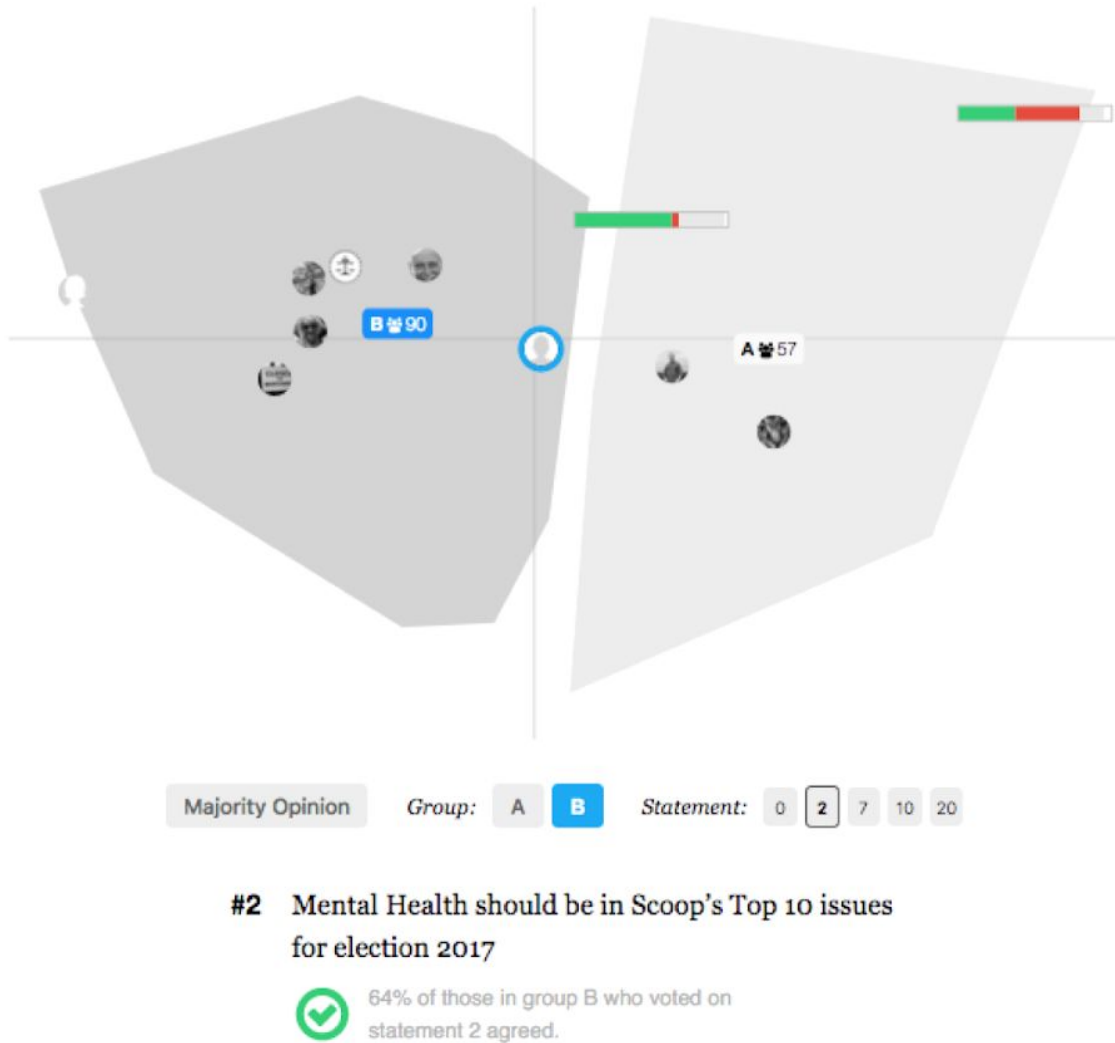 B 90
A 57
Majority Opinion Group: A B Statement: 0 2 7 10 20
#2 Mental Health should be in Scoop's Top 10 issues
for election 2017
64% of those in group B who voted on
statement 2 agreed.